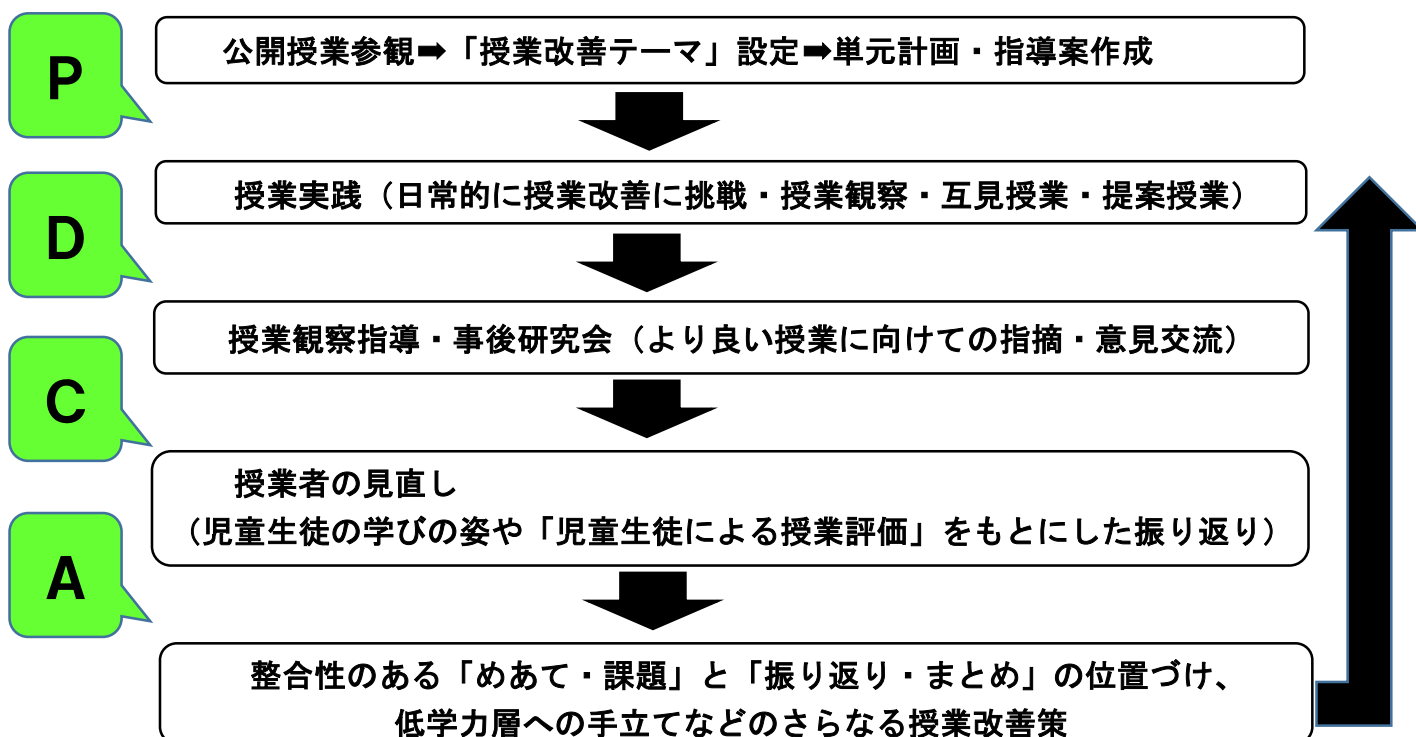 P
公開授業参観➡「授業改善テーマ」設定➡単元計画・指導案作成
D
授業実践(日常的に授業改善に挑戦・授業観察・互見授業・提案授業)
C
授業観察指導・事後研究会(より良い授業に向けての指摘・意見交流)
A
授業者の見直し
(児童生徒の学びの姿や「児童生徒による授業評価」をもとにした振り返り)
整合性のある「めあて・課題」と「振り返り・まとめ」の位置づけ、
低学力層への手立てなどのさらなる授業改善策